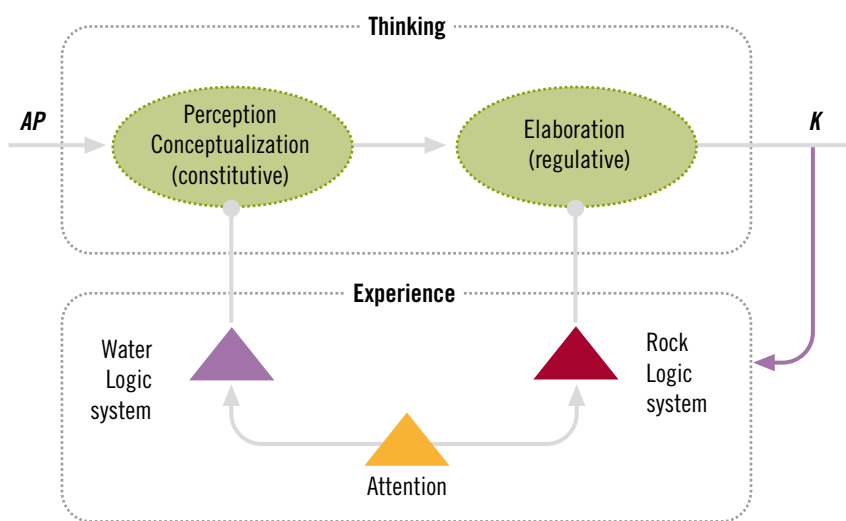 Thinking
AP
Perception
Conceptualization
(constitutive)
Elaboration
(regulative)
K
Experience
Water
Logic
system
Rock
Logic
system
Attention